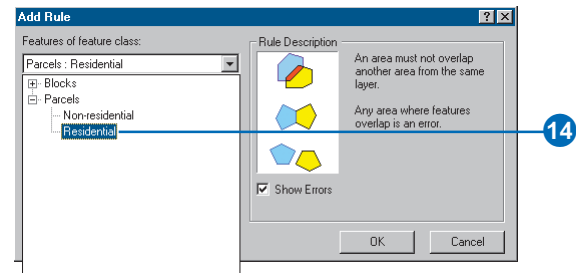 Add Rule
Features of feature class:
Parcels : Residential
Blocks
Parcels
Non-residential
Residential
Rule Description
An area must not overlap
another area from the same
layer.
Any area where features
overlap is an error.
Show Errors
OK
Cancel
14